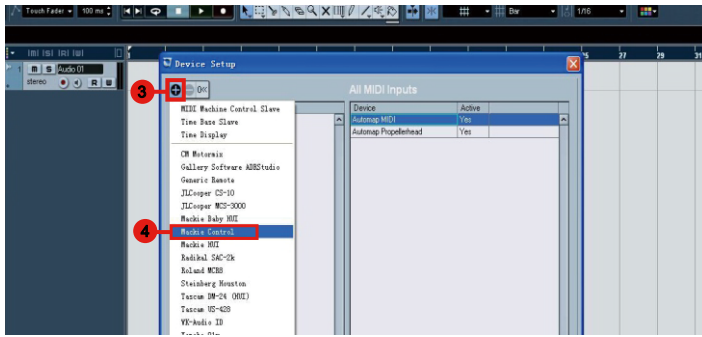 Touch Fader 100 ms Bar 1/16
25 27 29 31
1 m S Audio 01
stereo R W
Device Setup
3
All MIDI Inputs
Device Active
Automap MIDI Yes
Automap Propellerhead Yes
MIDI Machine Control Slave
Time Base Slave
Time Display
CM Motormix
Gallery Software ADRStudio
Generic Remote
JLCooper CS-10
JLCooper MCS-3000
Mackie Baby HUI
4 Mackie Control
Mackie HUI
Radikal SAC-2k
Roland MCR8
Steinberg Houston
Tascam DM-24 (HUI)
Tascam US-428
VK-Audio ID